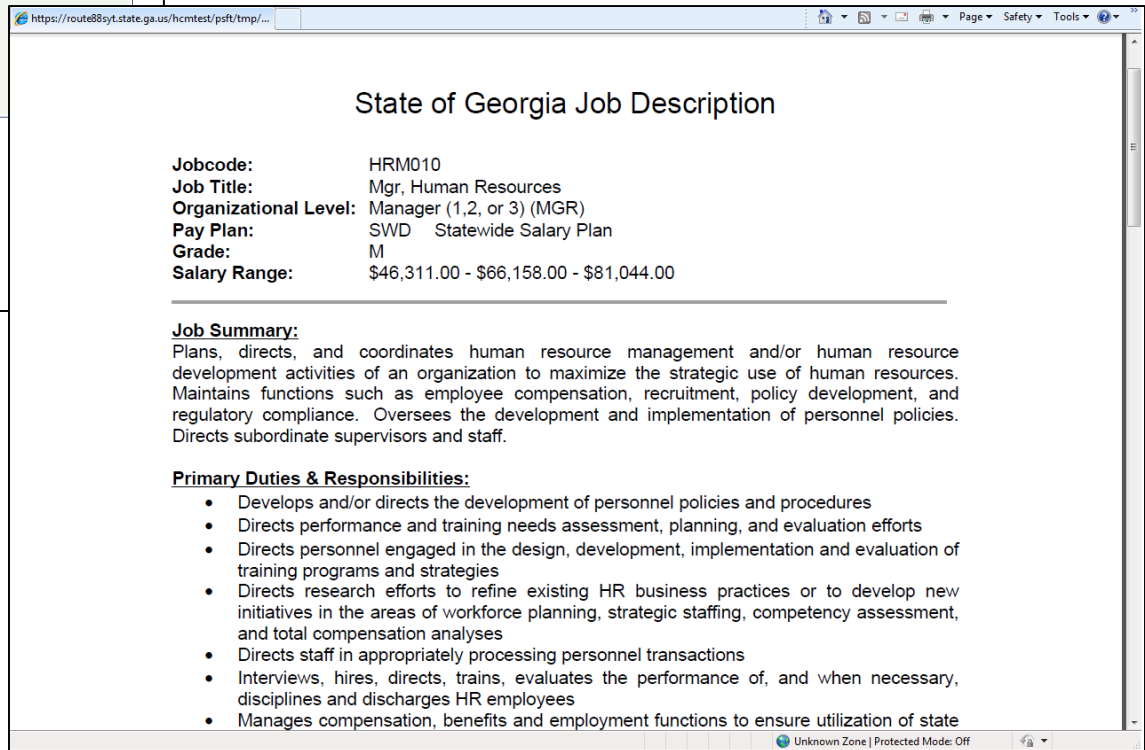 https://route88syt.state.ga.us/hcmtest/psft/tmp/...
Page Safety Tools
State of Georgia Job Description
Jobcode: HRM010
Job Title: Mgr, Human Resources
Organizational Level: Manager (1,2, or 3) (MGR)
Pay Plan: SWD Statewide Salary Plan
Grade: M
Salary Range: $46,311.00 - $66,158.00 - $81,044.00
Job Summary:
Plans, directs, and coordinates human resource management and/or human resource
development activities of an organization to maximize the strategic use of human resources.
Maintains functions such as employee compensation, recruitment, policy development, and
regulatory compliance. Oversees the development and implementation of personnel policies.
Directs subordinate supervisors and staff.
Primary Duties & Responsibilities:
• Develops and/or directs the development of personnel policies and procedures
• Directs performance and training needs assessment, planning, and evaluation efforts
• Directs personnel engaged in the design, development, implementation and evaluation of
training programs and strategies
• Directs research efforts to refine existing HR business practices or to develop new
initiatives in the areas of workforce planning, strategic staffing, competency assessment,
and total compensation analyses
• Directs staff in appropriately processing personnel transactions
• Interviews, hires, directs, trains, evaluates the performance of, and when necessary,
disciplines and discharges HR employees
• Manages compensation, benefits and employment functions to ensure utilization of state
Unknown Zone | Protected Mode: Off